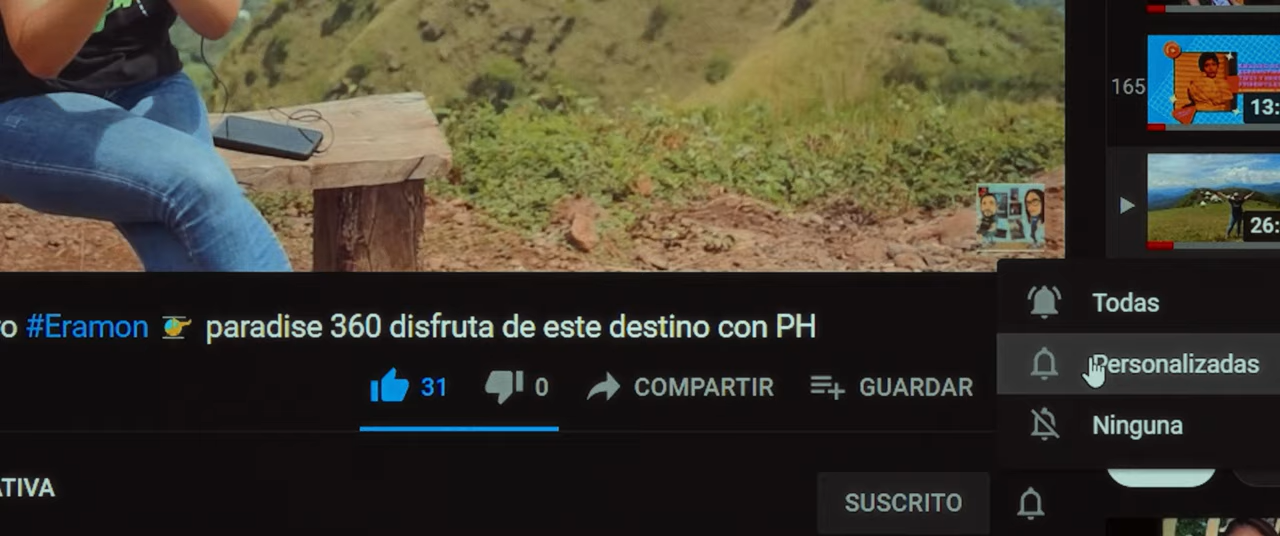 165
13:
26:
o #Eramon paradise 360 disfruta de este destino con PH
31
0
COMPARTIR
GUARDAR
Todas
Personalizadas
Ninguna
ATIVA
SUSCRITO